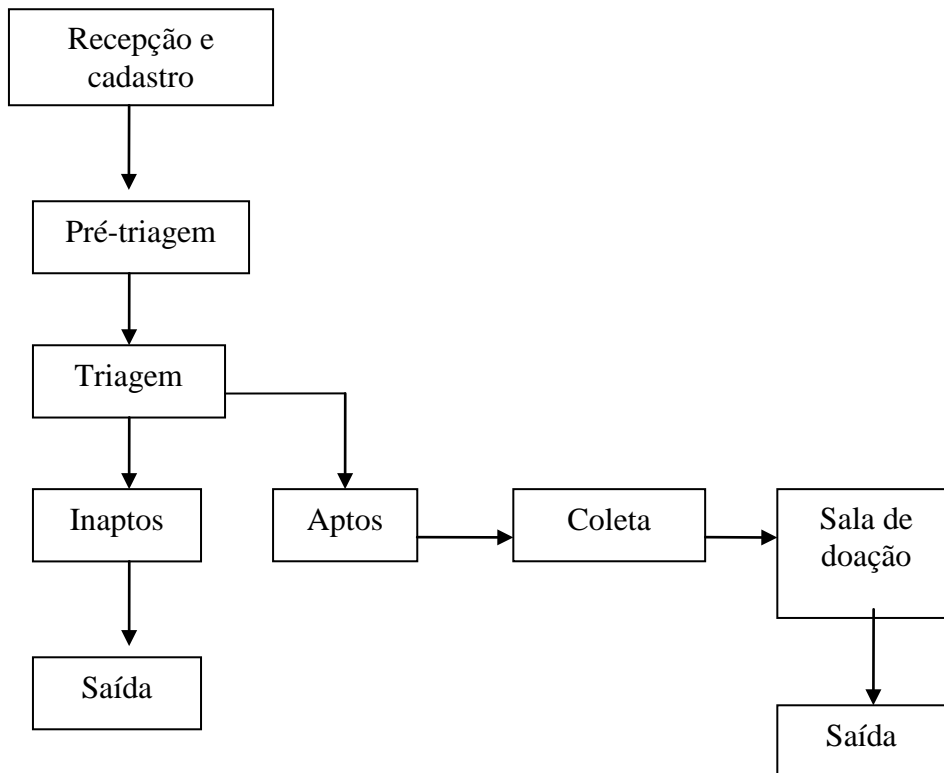 Recepção e
cadastro
Pré-triagem
Triagem
Inaptos
Aptos
Coleta
Sala de
doação
Saída
Saída